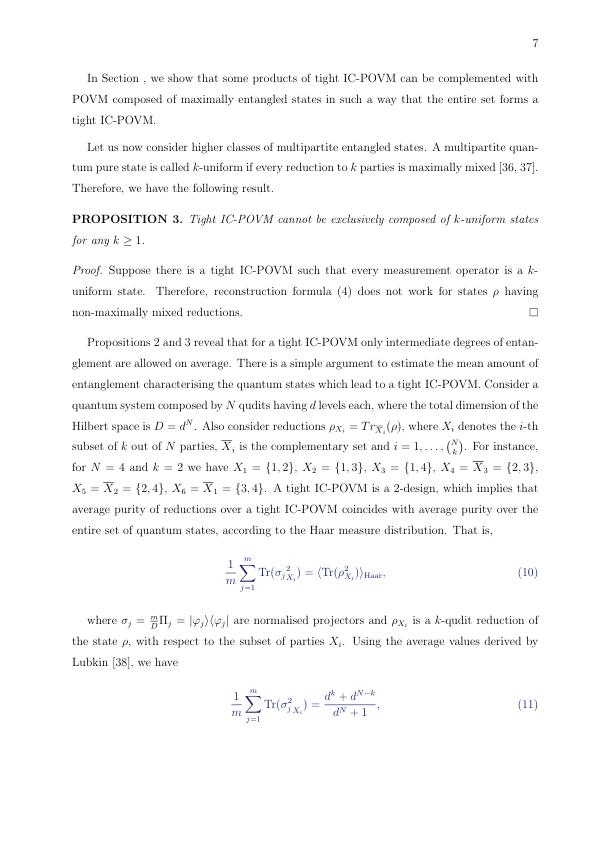 7
In Section , we show that some products of tight IC-POVM can be complemented with
POVM composed of maximally entangled states in such a way that the entire set forms a
tight IC-POVM.
Let us now consider higher classes of multipartite entangled states. A multipartite quan-
tum pure state is called k-uniform if every reduction to k parties is maximally mixed [36, 37].
Therefore, we have the following result.
PROPOSITION 3. Tight IC-POVM cannot be exclusively composed of k-uniform states
for any k ≥ 1.
Proof. Suppose there is a tight IC-POVM such that every measurement operator is a k-
uniform state. Therefore, reconstruction formula (4) does not work for states ρ having
non-maximally mixed reductions. □
Propositions 2 and 3 reveal that for a tight IC-POVM only intermediate degrees of entan-
glement are allowed on average. There is a simple argument to estimate the mean amount of
entanglement characterising the quantum states which lead to a tight IC-POVM. Consider a
quantum system composed by N qudits having d levels each, where the total dimension of the
Hilbert space is $D = d^N$. Also consider reductions $\rho_{X_i} = Tr_{\overline{X}_i}(\rho)$, where $X_i$ denotes the i-th
subset of k out of N parties, $\overline{X}_i$ is the complementary set and $i = 1, \ldots, \binom{N}{k}$. For instance,
for N = 4 and k = 2 we have $X_1 = \{1, 2\}$, $X_2 = \{1, 3\}$, $X_3 = \{1, 4\}$, $X_4 = \overline{X}_3 = \{2, 3\}$,
$X_5 = \overline{X}_2 = \{2, 4\}$, $X_6 = \overline{X}_1 = \{3, 4\}$. A tight IC-POVM is a 2-design, which implies that
average purity of reductions over a tight IC-POVM coincides with average purity over the
entire set of quantum states, according to the Haar measure distribution. That is,
$\frac{1}{m} \sum_{j=1}^{m} \mathrm{Tr}(\sigma_{j X_i}^{2}) = \langle \mathrm{Tr}(\rho_{X_i}^2) \rangle_{\mathrm{Haar}},$ (10)
where $\sigma_j = \frac{m}{D} \Pi_j = |\varphi_j\rangle\langle\varphi_j|$ are normalised projectors and $\rho_{X_i}$ is a k-qudit reduction of
the state ρ, with respect to the subset of parties $X_i$. Using the average values derived by
Lubkin [38], we have
$\frac{1}{m} \sum_{j=1}^{m} \mathrm{Tr}(\sigma_{j X_i}^{2}) = \frac{d^k + d^{N-k}}{d^N + 1},$ (11)